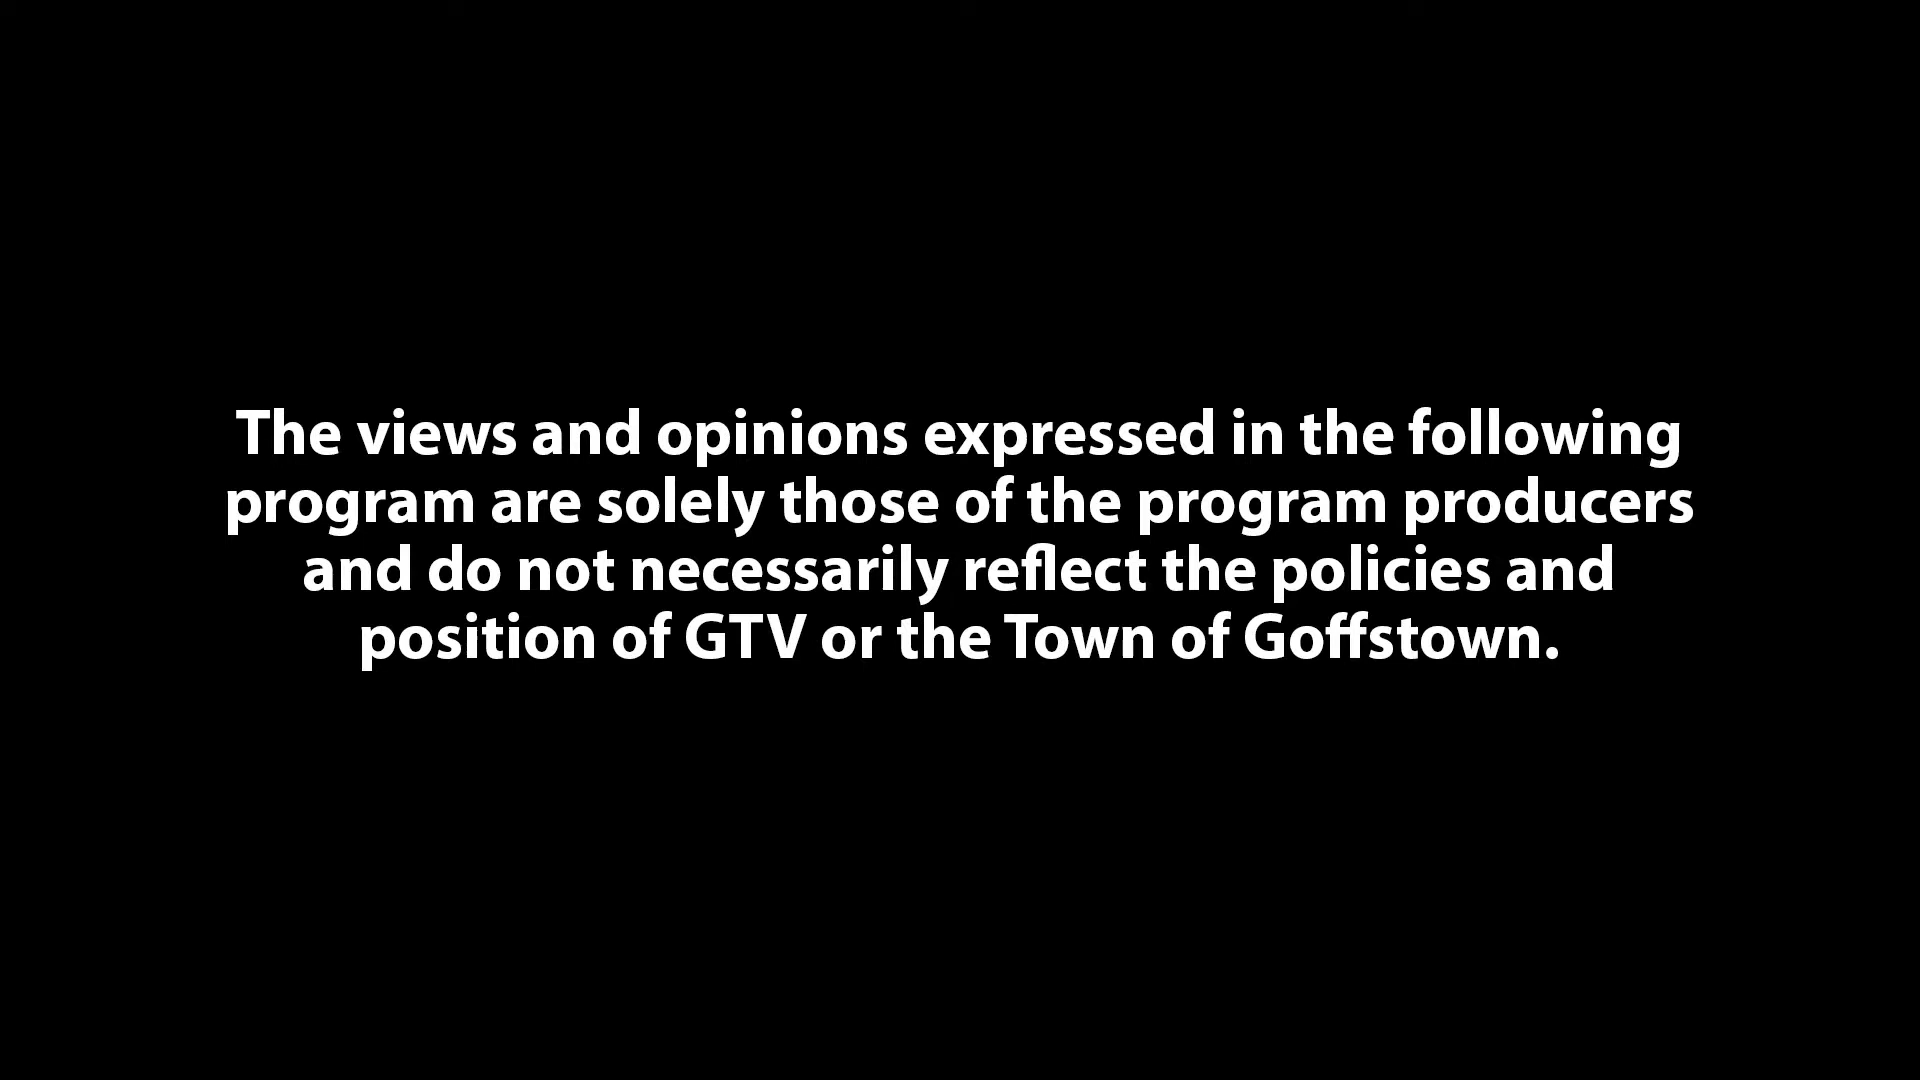 The views and opinions expressed in the following
program are solely those of the program producers
and do not necessarily reflect the policies and
position of GTV or the Town of Goffstown.